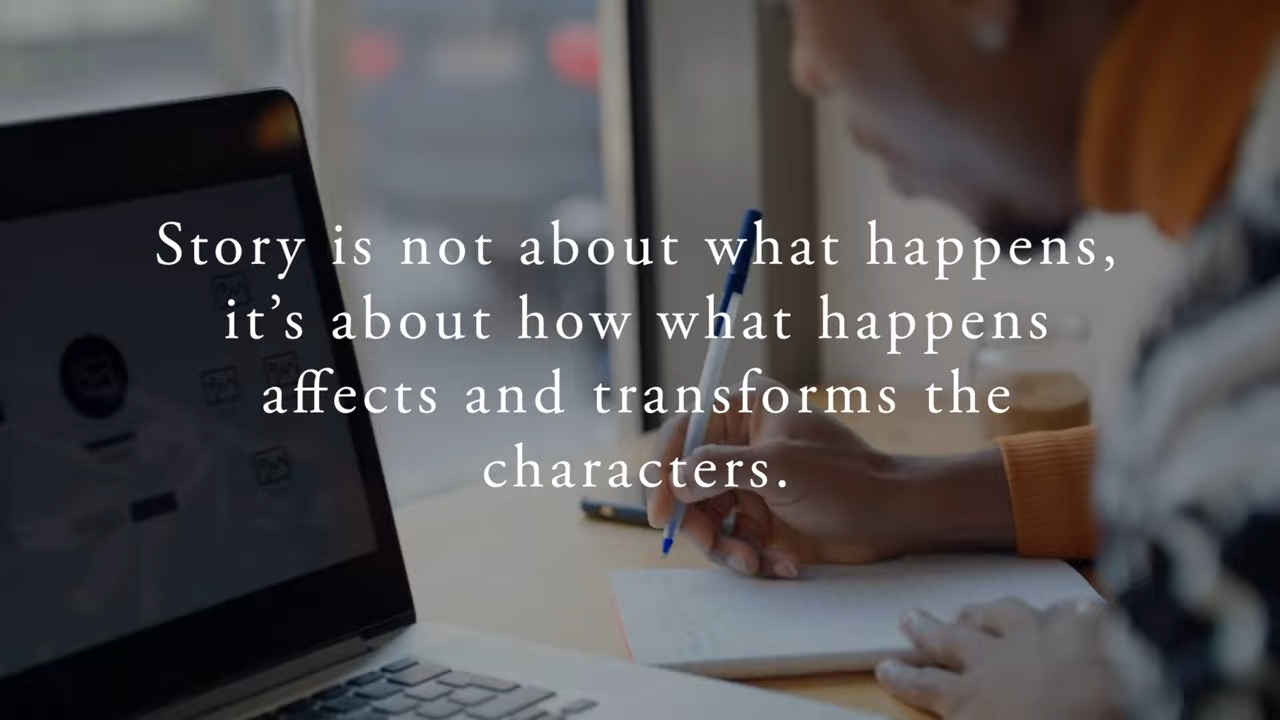 Story is not about what happens,
it’s about how what happens
affects and transforms the
characters.